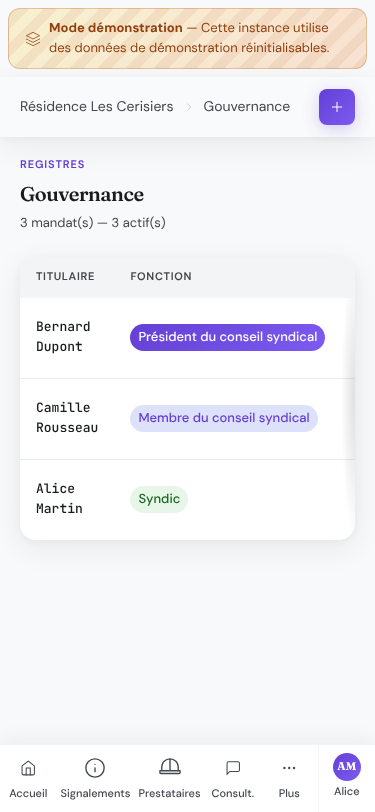 Mode démonstration — Cette instance utilise
des données de démonstration réinitialisables.
Résidence Les Cerisiers > Gouvernance
REGISTRES
Gouvernance
3 mandat(s) — 3 actif(s)
TITULAIRE FONCTION
Bernard
Dupont
Président du conseil syndical
Camille
Rousseau
Membre du conseil syndical
Alice
Martin
Syndic
AM
Accueil Signalements Prestataires Consult. Plus Alice